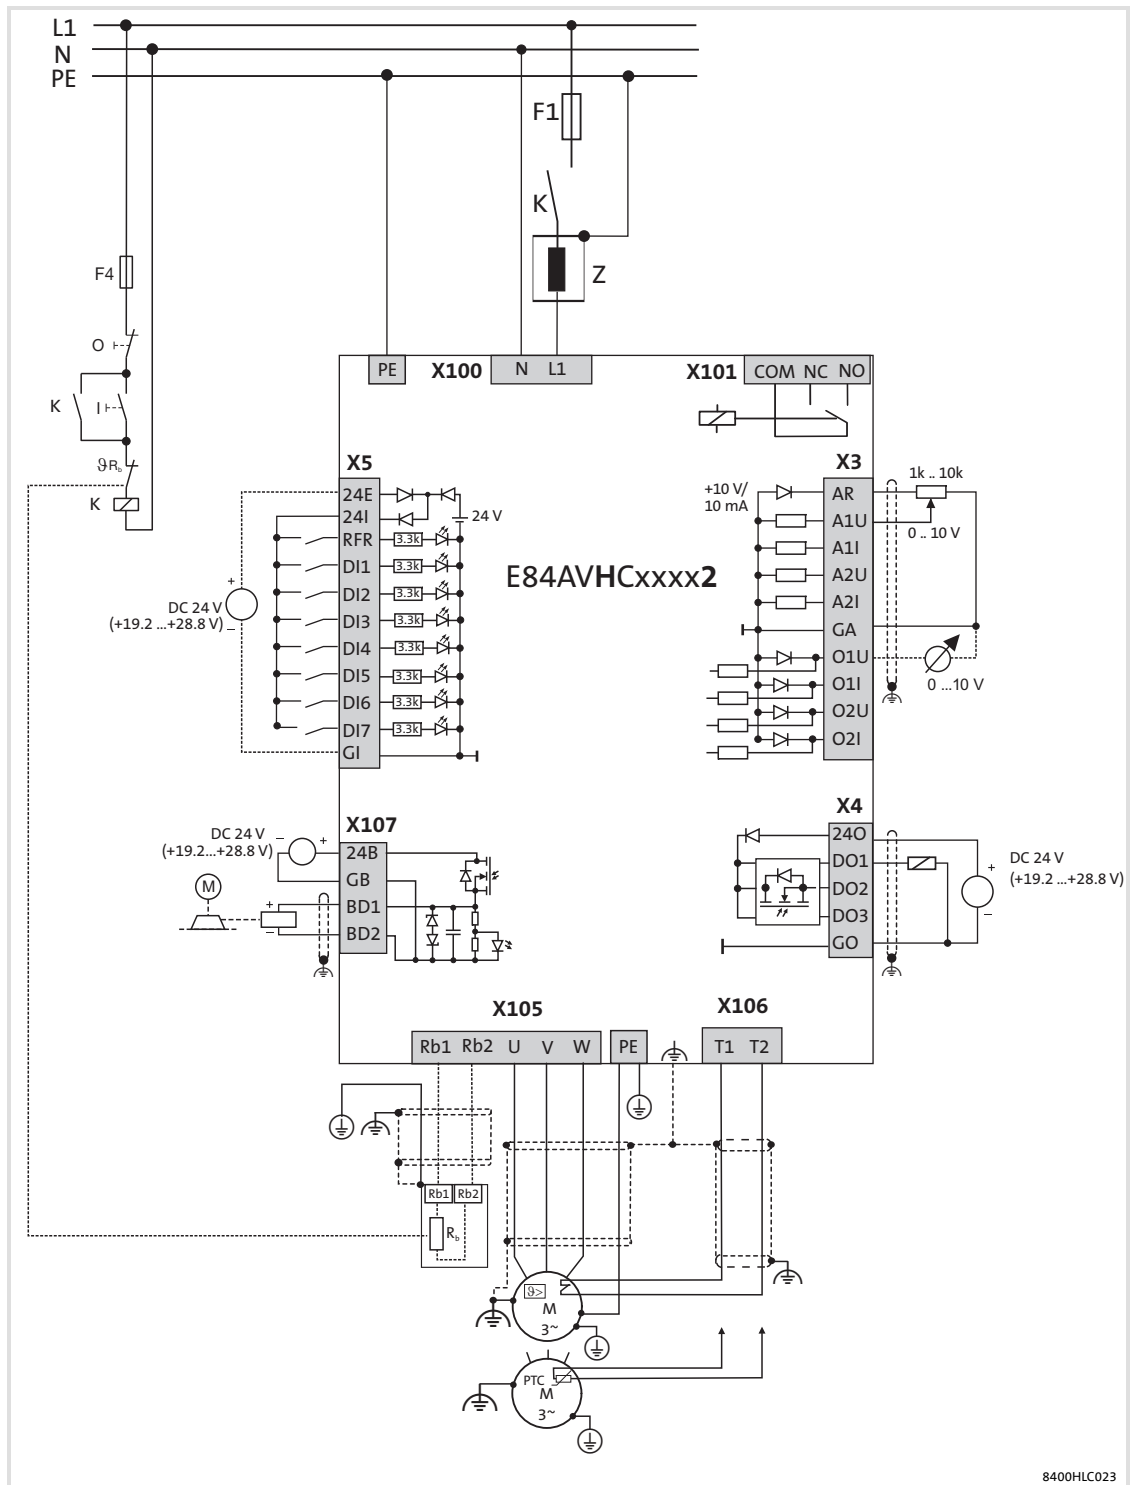 L1
N
PE
F1
K
Z
F4
O
K
I
ϑRb
K
PE
X100
N
L1
X101
COM
NC
NO
X5
24E
24I
RFR
DI1
DI2
DI3
DI4
DI5
DI6
DI7
GI
24 V
3.3k
3.3k
3.3k
3.3k
3.3k
3.3k
3.3k
3.3k
+
DC 24 V
(+19.2 ...+28.8 V)
–
E84AVHCxxxx2
X3
+10 V/
10 mA
AR
A1U
A1I
A2U
A2I
GA
O1U
O1I
O2U
O2I
1k .. 10k
0 .. 10 V
0 ...10 V
X107
DC 24 V
(+19.2...+28.8 V)
–
+
24B
GB
BD1
BD2
M
+
–
X4
24O
DO1
DO2
DO3
GO
+
DC 24 V
(+19.2 ...+28.8 V)
–
X105
Rb1
Rb2
U
V
W
PE
X106
T1
T2
Rb1
Rb2
Rb
ϑ>
M
3~
PTC
M
3~
8400HLC023